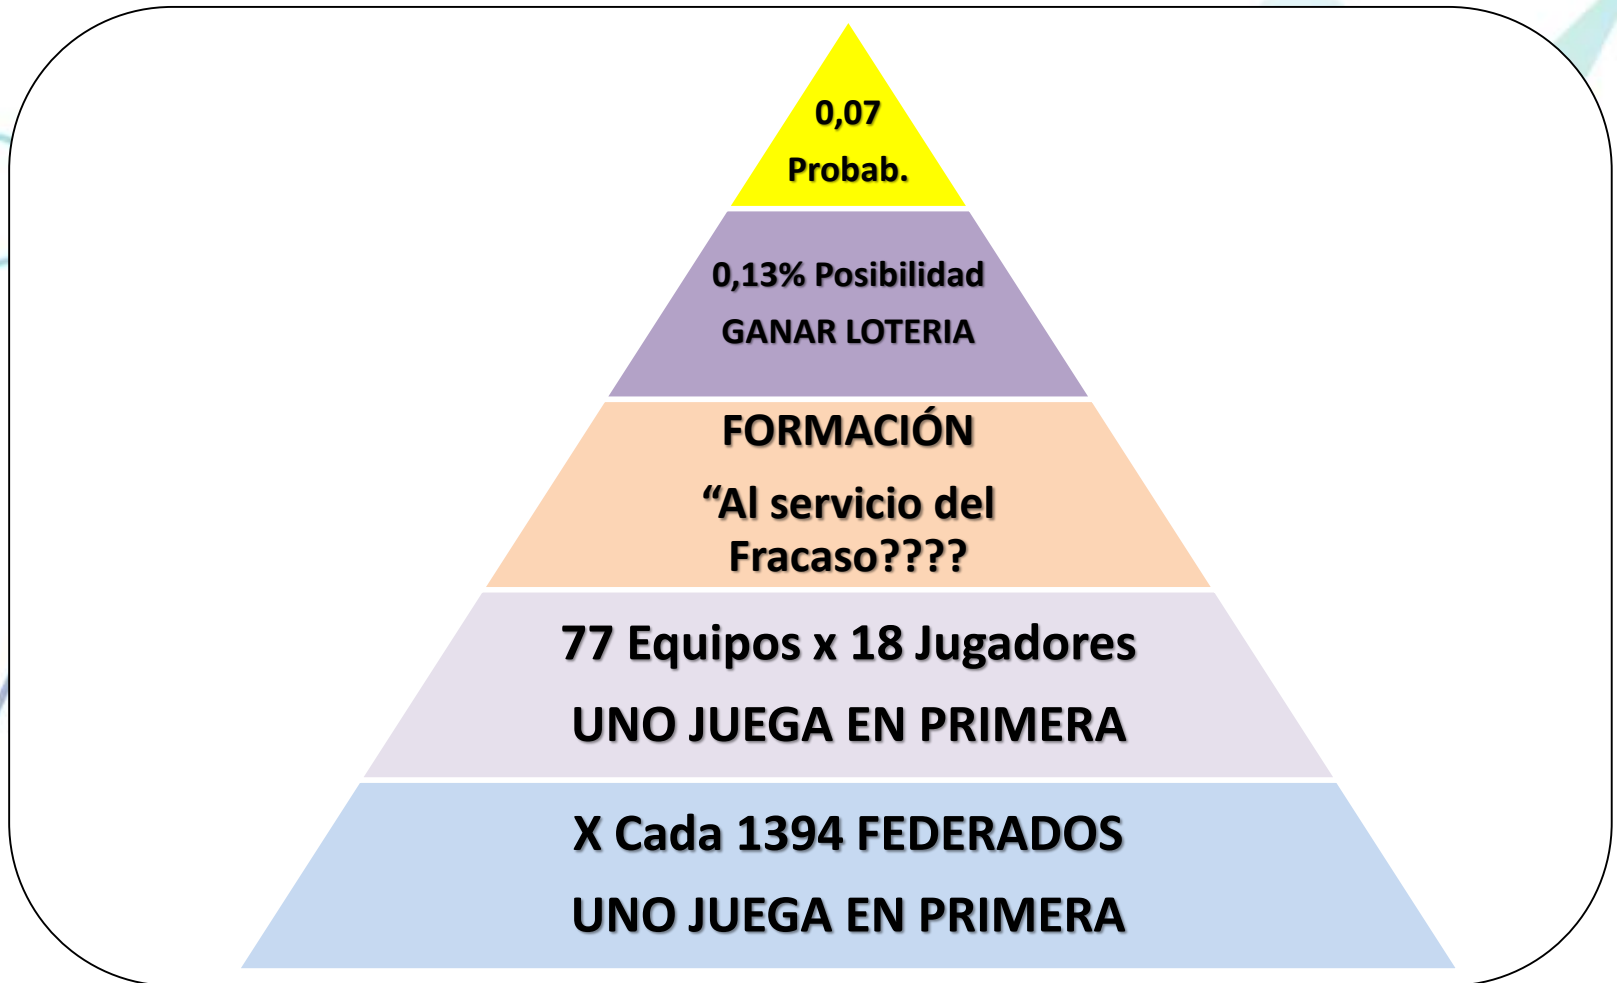 0,07
Probab.
0,13% Posibilidad
GANAR LOTERIA
FORMACIÓN
“Al servicio del
Fracaso????
77 Equipos x 18 Jugadores
UNO JUEGA EN PRIMERA
X Cada 1394 FEDERADOS
UNO JUEGA EN PRIMERA